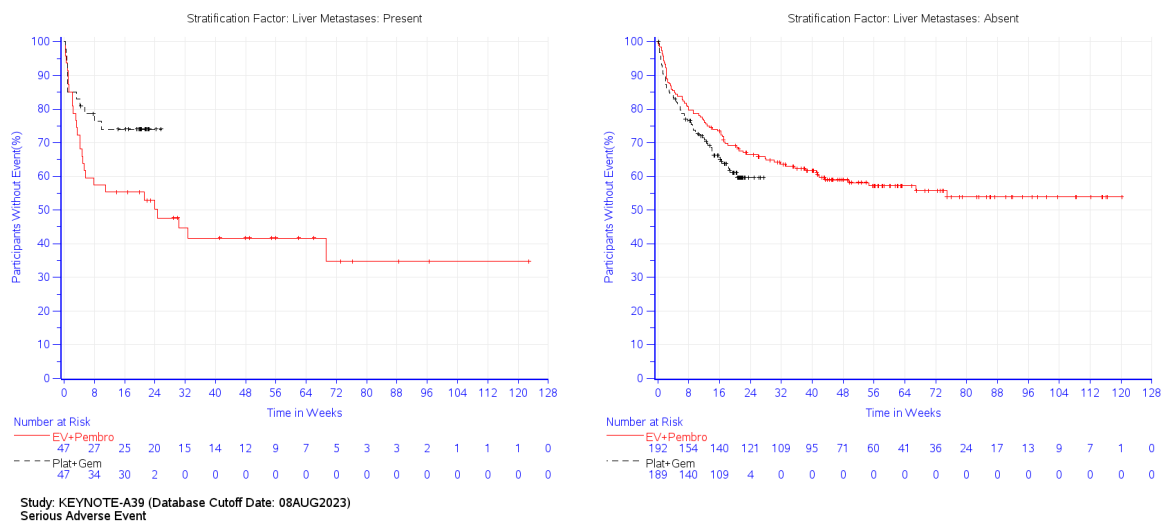 Stratification Factor: Liver Metastases: Present
Participants Without Event(%)
100
90
80
70
60
50
40
30
20
10
0
0 8 16 24 32 40 48 56 64 72 80 88 96 104 112 120 128
Time in Weeks
Number at Risk
EV+Pembro
47 27 25 20 15 14 12 9 7 5 3 3 2 1 1 1 0
Plat+Gem
47 34 30 2 0 0 0 0 0 0 0 0 0 0 0 0 0
Stratification Factor: Liver Metastases: Absent
Participants Without Event(%)
100
90
80
70
60
50
40
30
20
10
0
0 8 16 24 32 40 48 56 64 72 80 88 96 104 112 120 128
Time in Weeks
Number at Risk
EV+Pembro
192 154 140 121 109 95 71 60 41 36 24 17 13 9 7 1 0
Plat+Gem
189 140 109 4 0 0 0 0 0 0 0 0 0 0 0 0 0
Study: KEYNOTE-A39 (Database Cutoff Date: 08AUG2023)
Serious Adverse Event